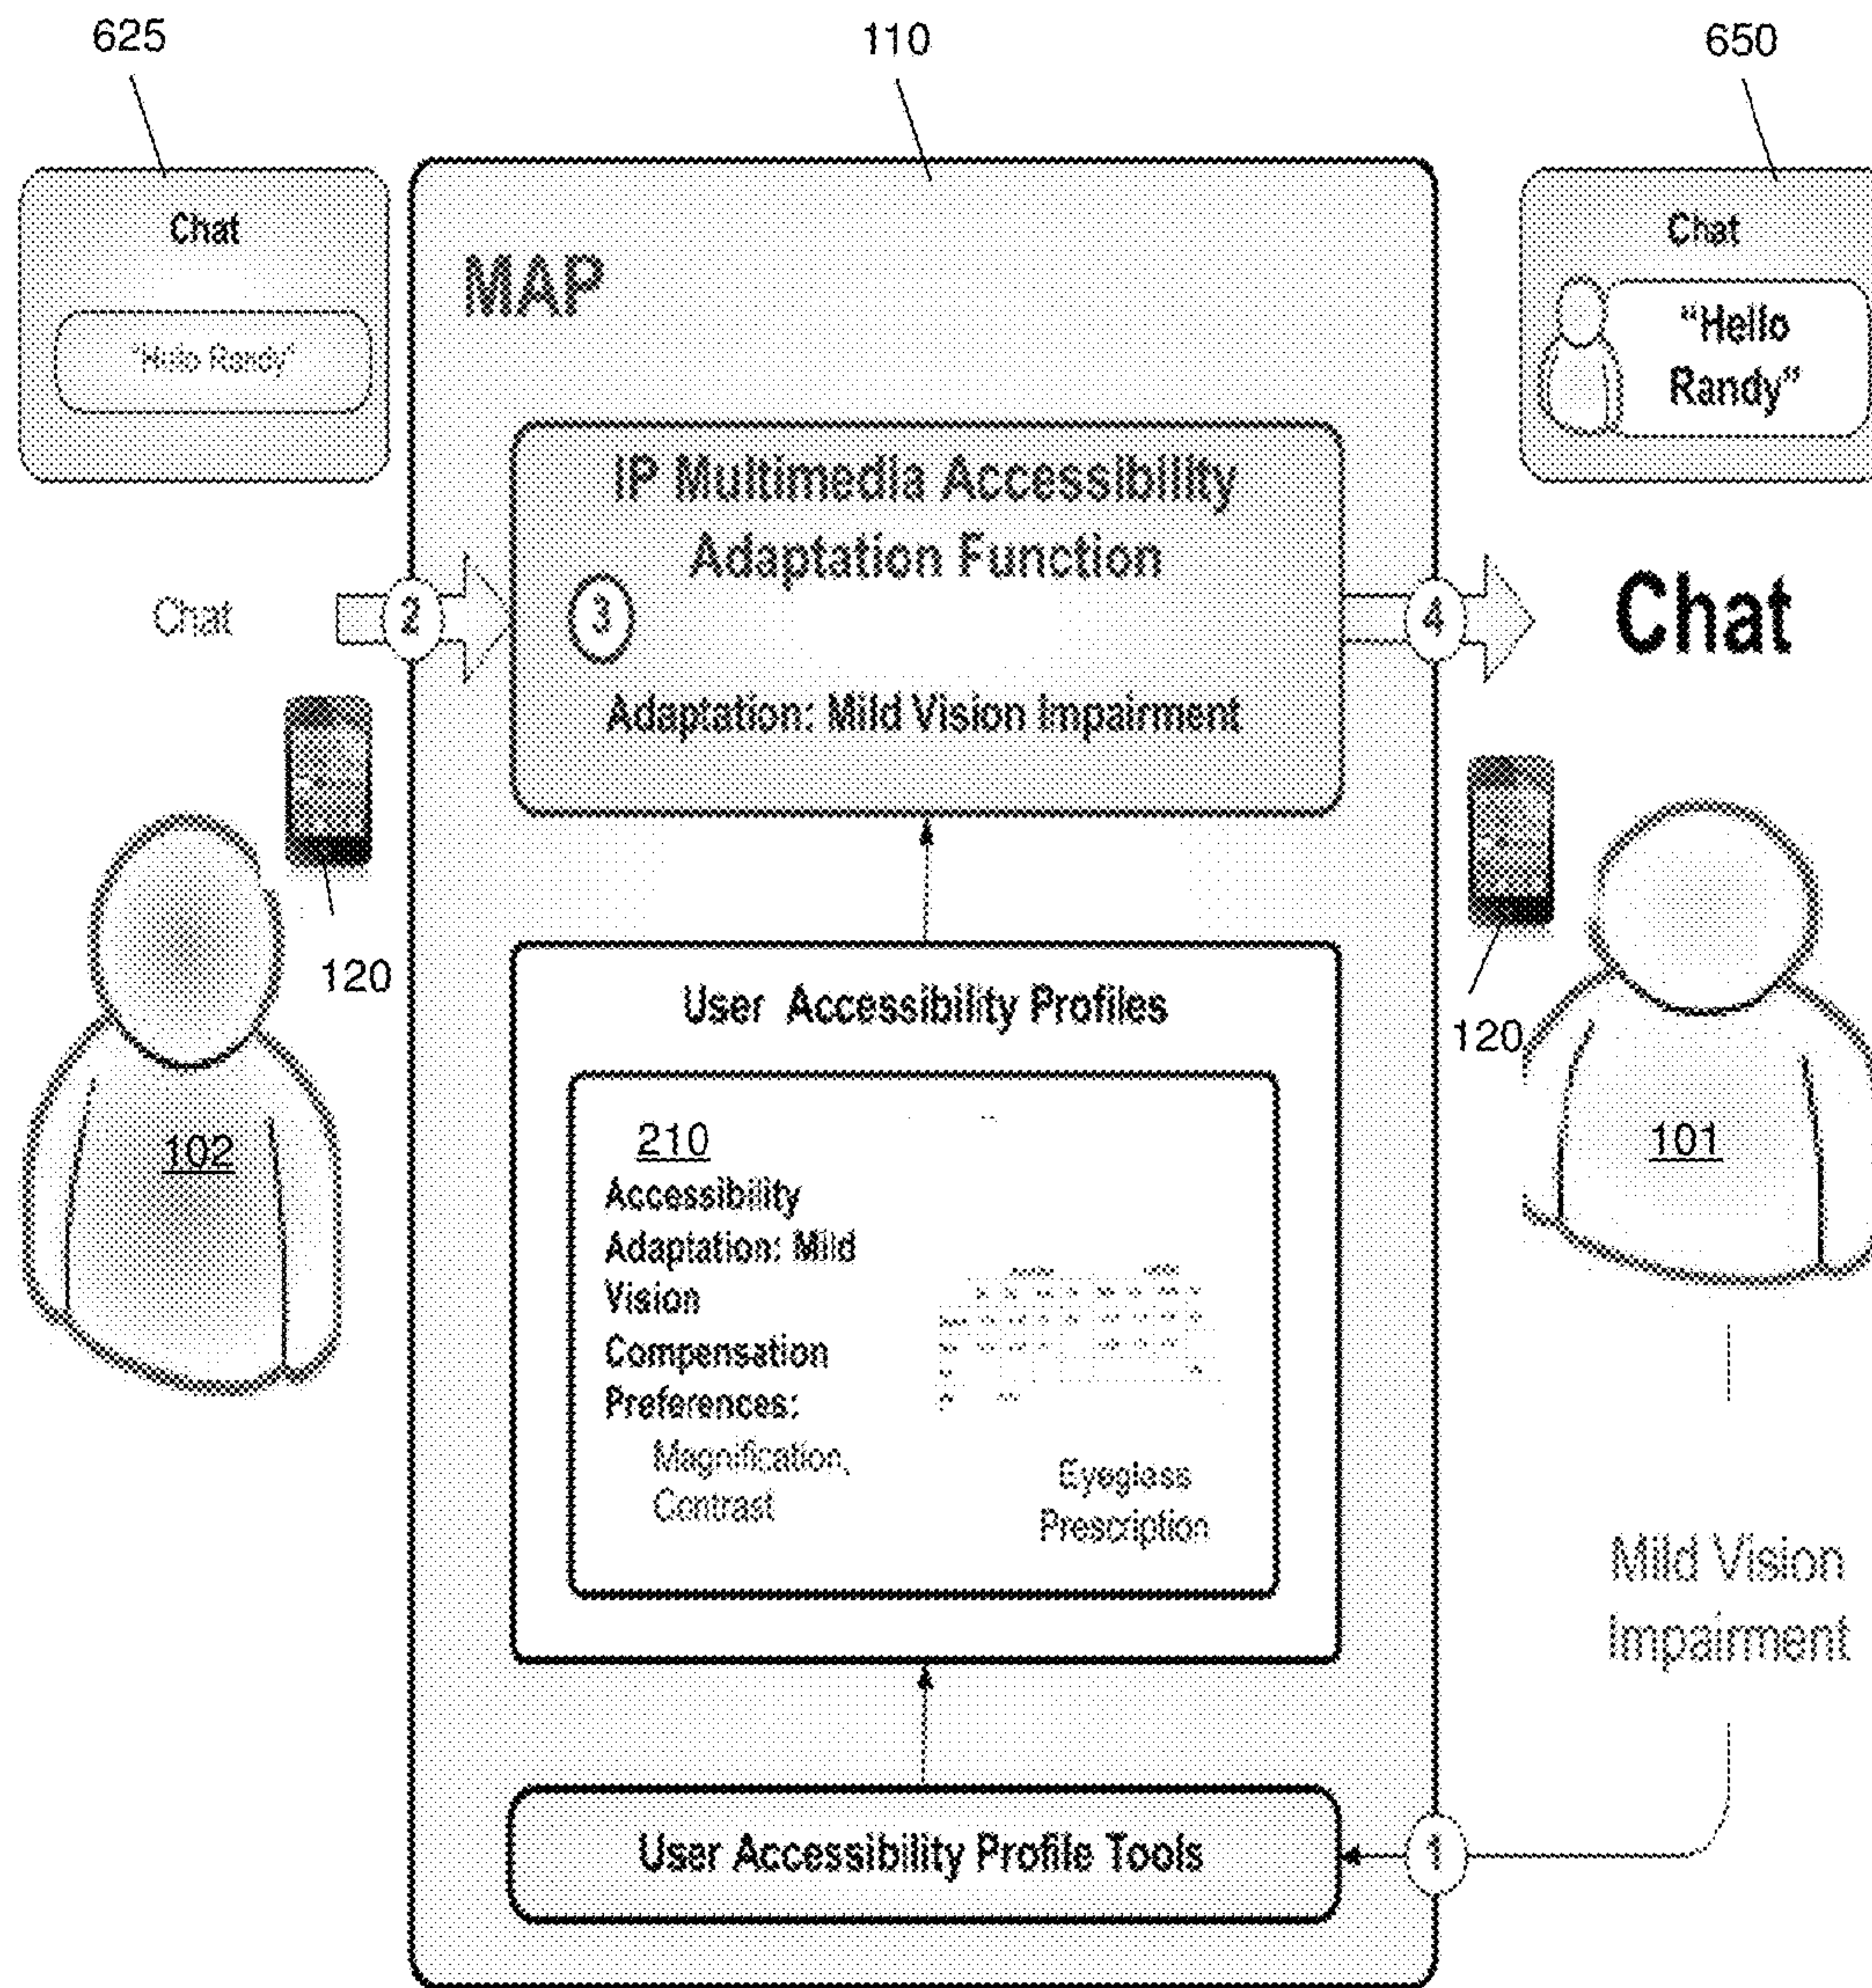 625
110
650
Chat
"Hello Randy"
MAP
Chat
"Hello
Randy"
IP Multimedia Accessibility
Adaptation Function
Chat
2
3
4
Chat
Adaptation: Mild Vision Impairment
120
120
User Accessibility Profiles
102
101
210
Accessibility
Adaptation: Mild
Vision
Compensation
Preferences:
Magnification,
Contrast
Eyeglass
Prescription
Mild Vision
Impairment
User Accessibility Profile Tools
1